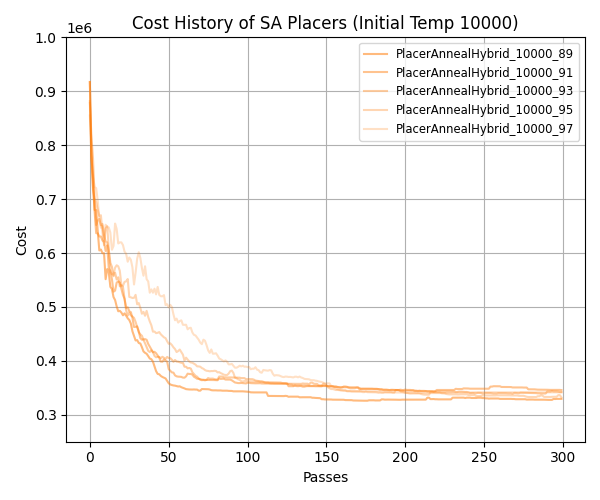 Cost History of SA Placers (Initial Temp 10000)
1e6
PlacerAnnealHybrid_10000_89
PlacerAnnealHybrid_10000_91
PlacerAnnealHybrid_10000_93
PlacerAnnealHybrid_10000_95
PlacerAnnealHybrid_10000_97
1.0
0.9
0.8
0.7
0.6
0.5
0.4
0.3
Cost
0 50 100 150 200 250 300
Passes